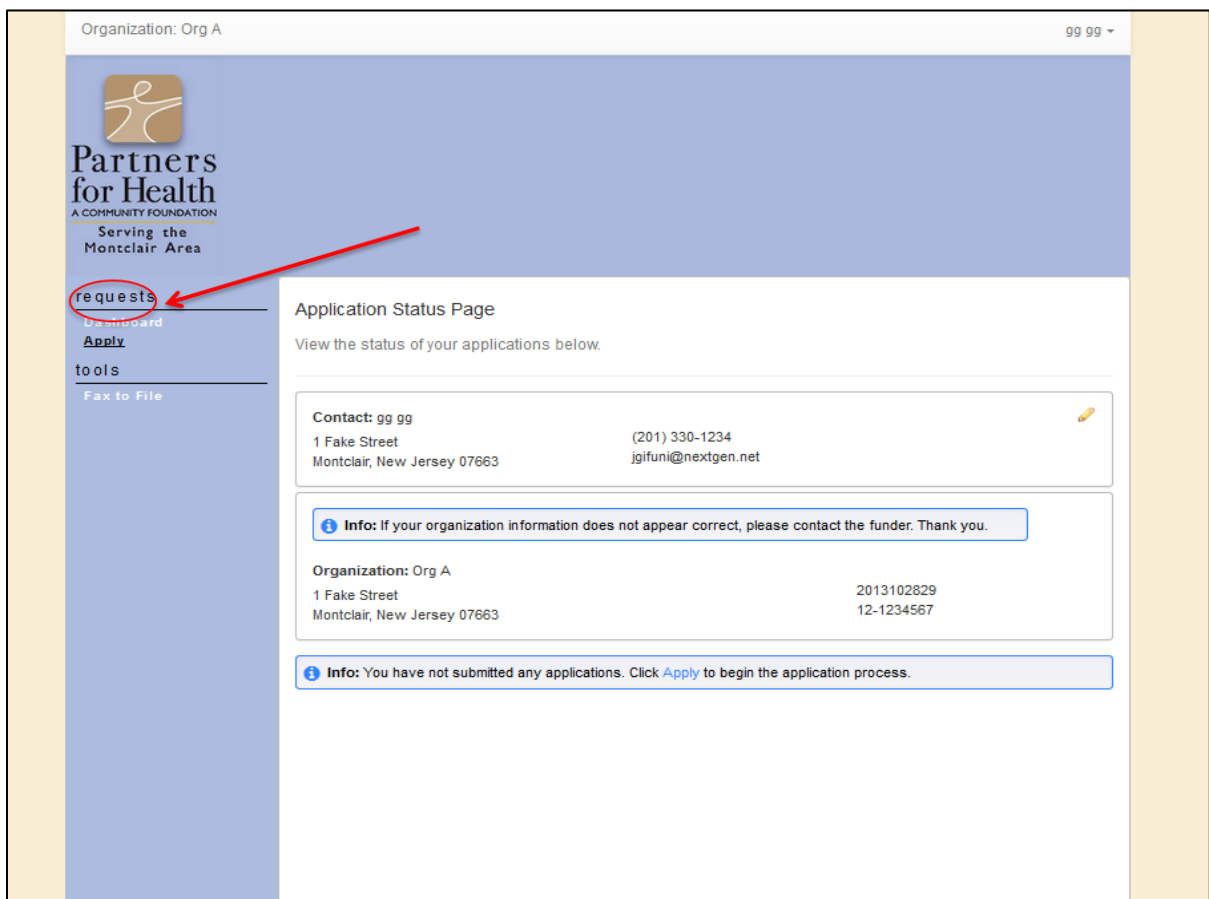 Organization: Org A
gg gg
Partners
for Health
A COMMUNITY FOUNDATION
Serving the
Montclair Area
requests
Dashboard
Apply
tools
Fax to File
Application Status Page
View the status of your applications below.
Contact: gg gg
1 Fake Street
Montclair, New Jersey 07663
(201) 330-1234
jgifuni@nextgen.net
Info: If your organization information does not appear correct, please contact the funder. Thank you.
Organization: Org A
1 Fake Street
Montclair, New Jersey 07663
2013102829
12-1234567
Info: You have not submitted any applications. Click Apply to begin the application process.